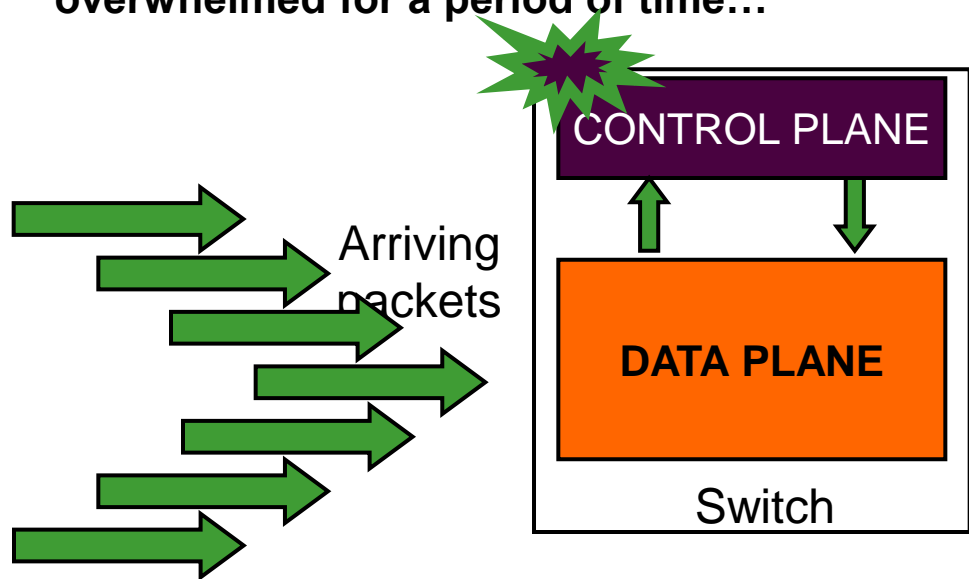 overwhelmed for a period of time…
CONTROL PLANE
Arriving
packets
DATA PLANE
Switch